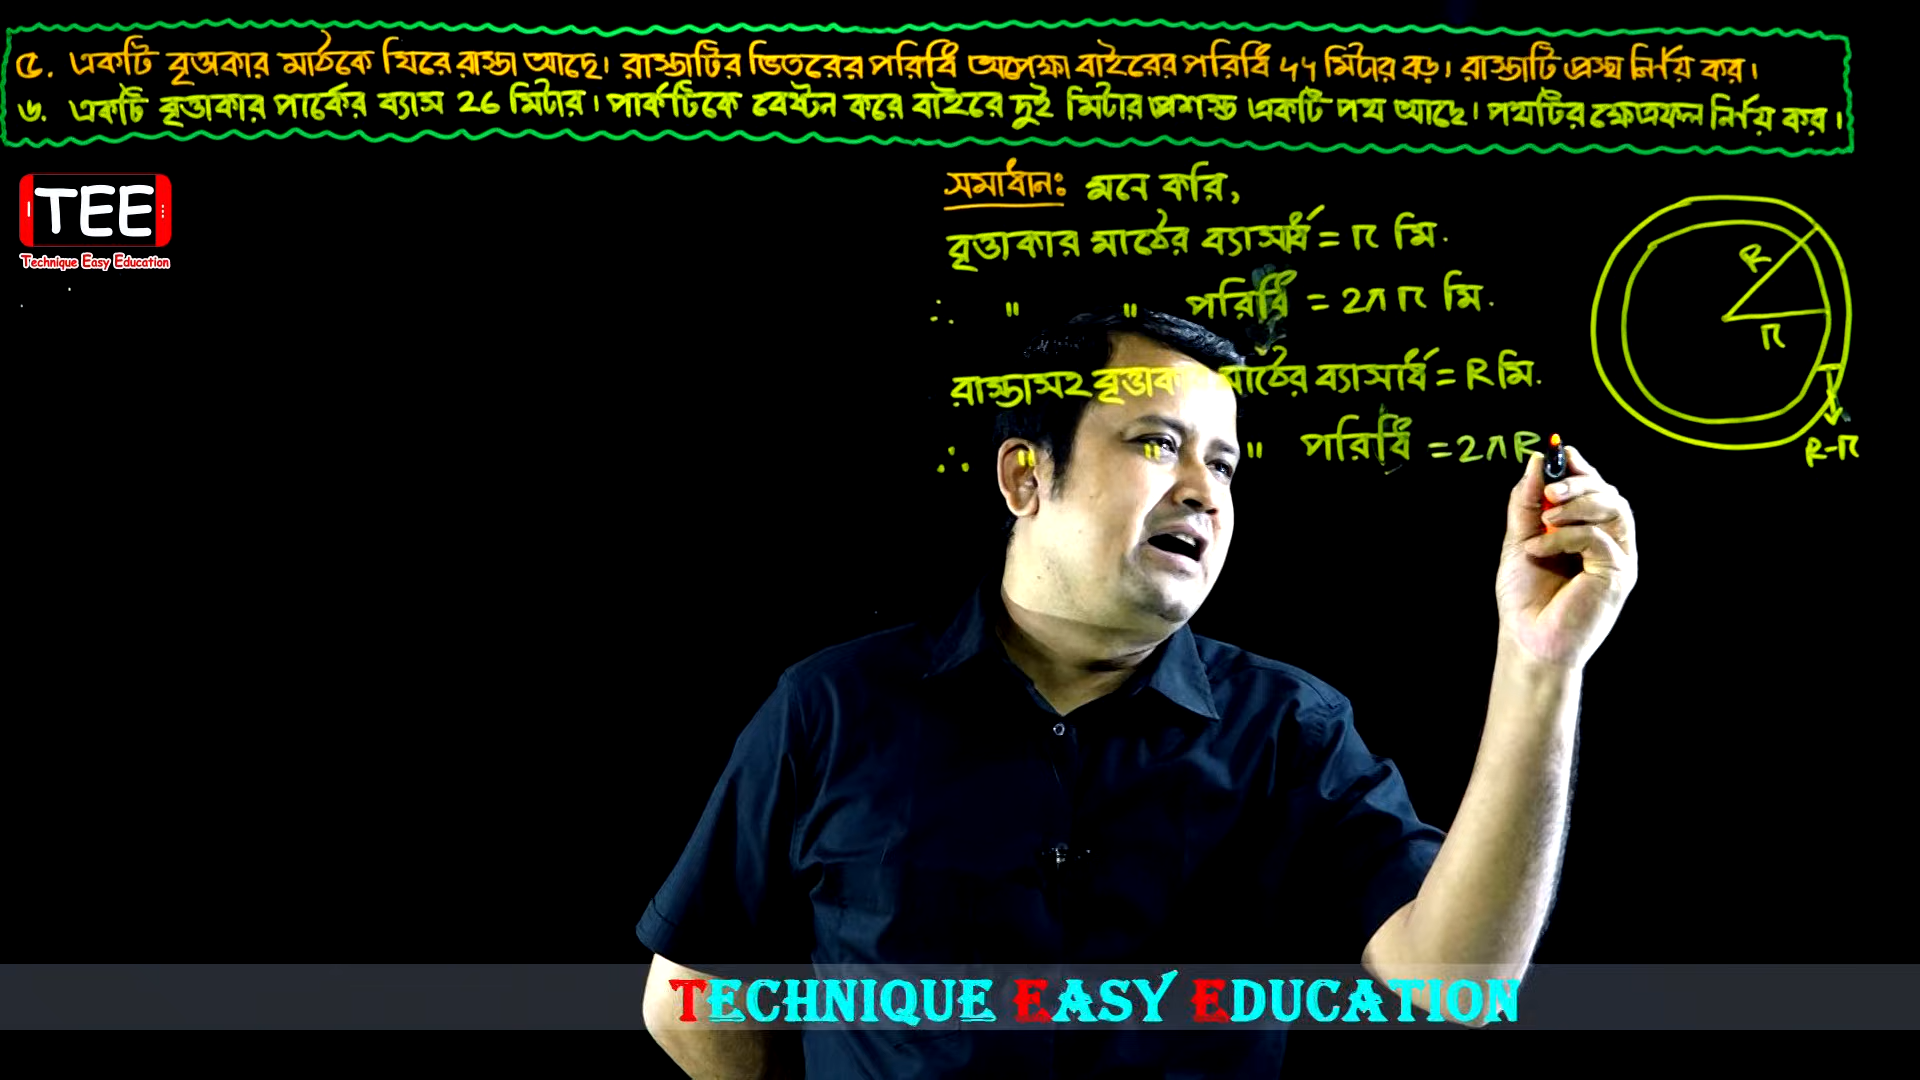 ৫. একটি বৃত্তাকার মাঠকে ঘিরে রাস্তা আছে। রাস্তাটির ভিতরের পরিধি অপেক্ষা বাইরের পরিধি 44 মিটার বড়। রাস্তাটি প্রস্থ নির্ণয় কর।
৬. একটি বৃত্তাকার পার্কের ব্যাস 26 মিটার। পার্কটিকে বেষ্টন করে বাইরে দুই মিটার প্রশস্ত একটি পথ আছে। পথটির ক্ষেত্রফল নির্ণয় কর।
TEE
Technique Easy Education
সমাধানঃ মনে করি,
বৃত্তাকার মাঠের ব্যাসার্ধ = r মি.
∴ " " পরিধি = 2πr মি.
রাস্তাসহ বৃত্তাকার মাঠের ব্যাসার্ধ = R মি.
∴ " " " পরিধি = 2πR
R
r
R-r
TECHNIQUE EASY EDUCATION